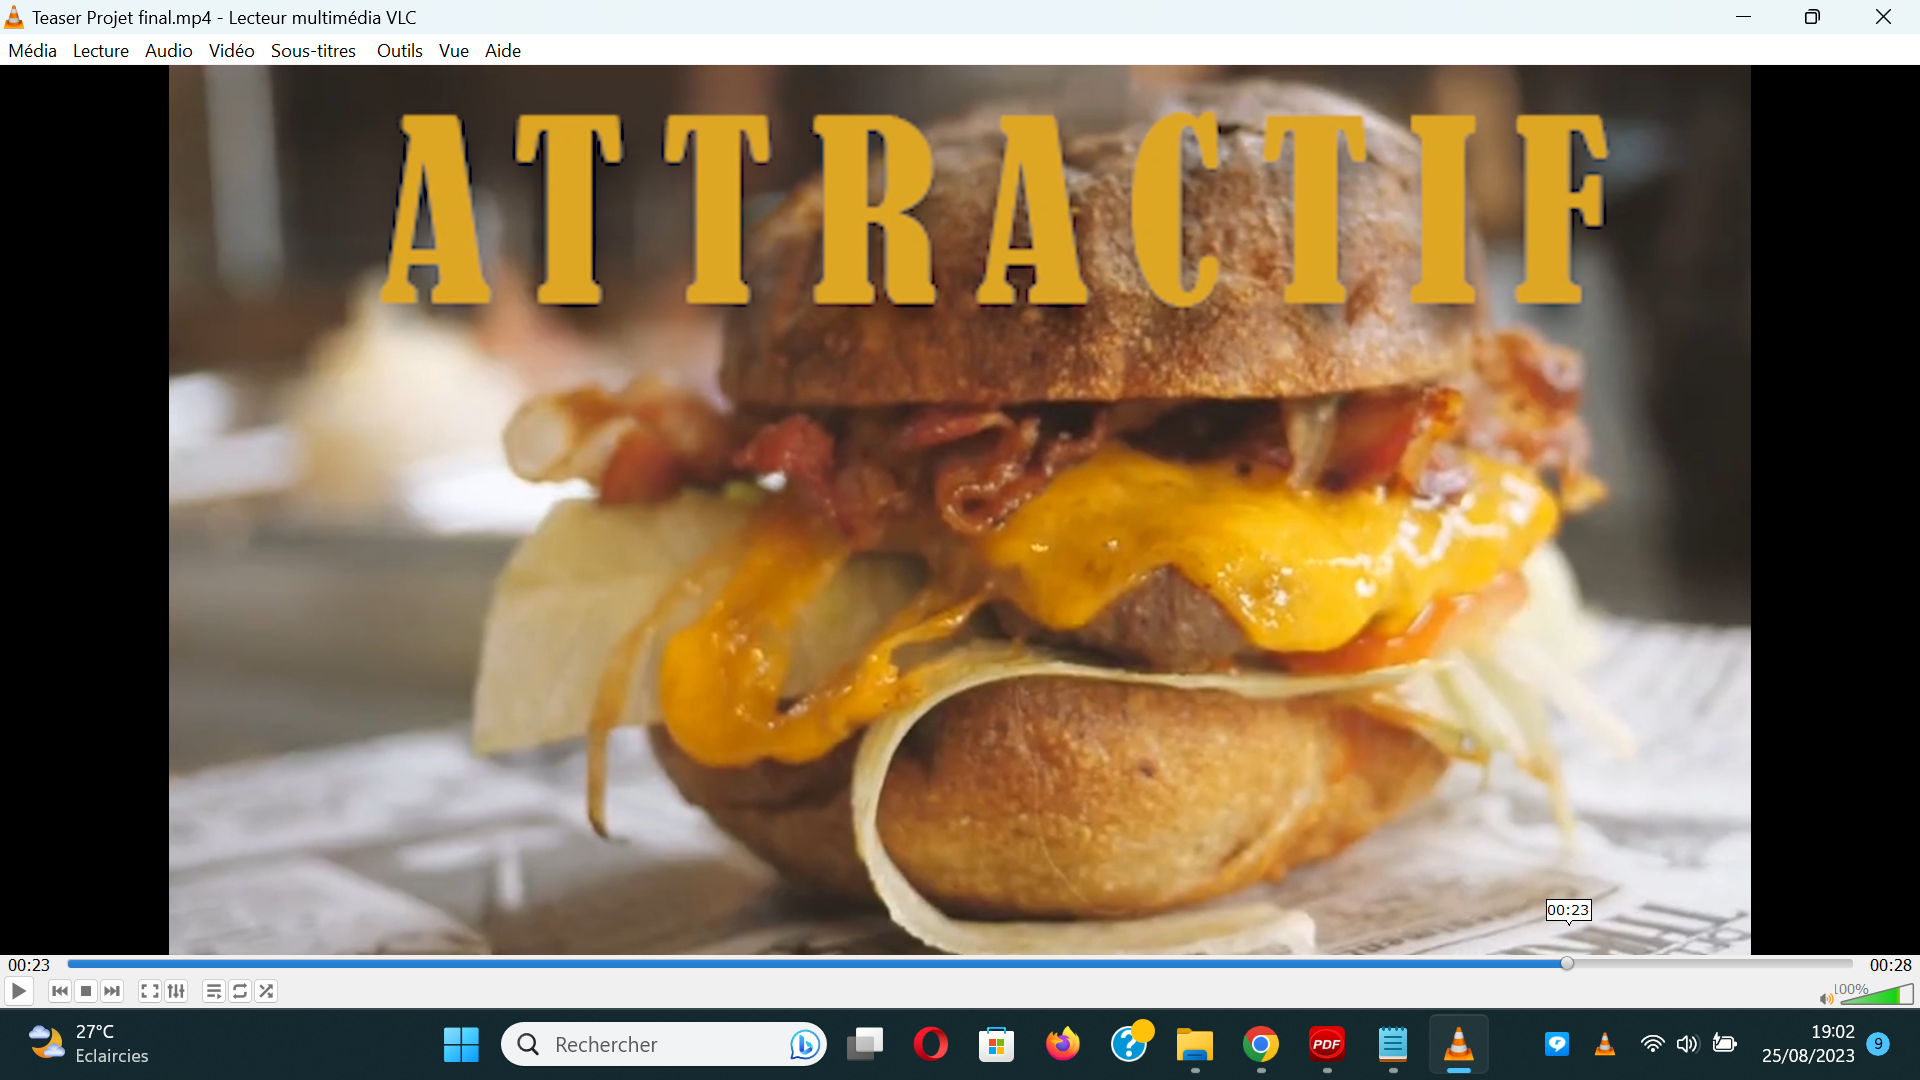 Teaser Projet final.mp4 - Lecteur multimédia VLC
Média Lecture Audio Vidéo Sous-titres Outils Vue Aide
ATTRACTIF
00:23
00:23 00:28
100%
27°C
Eclaircies
Rechercher
PDF
19:02
25/08/2023
9